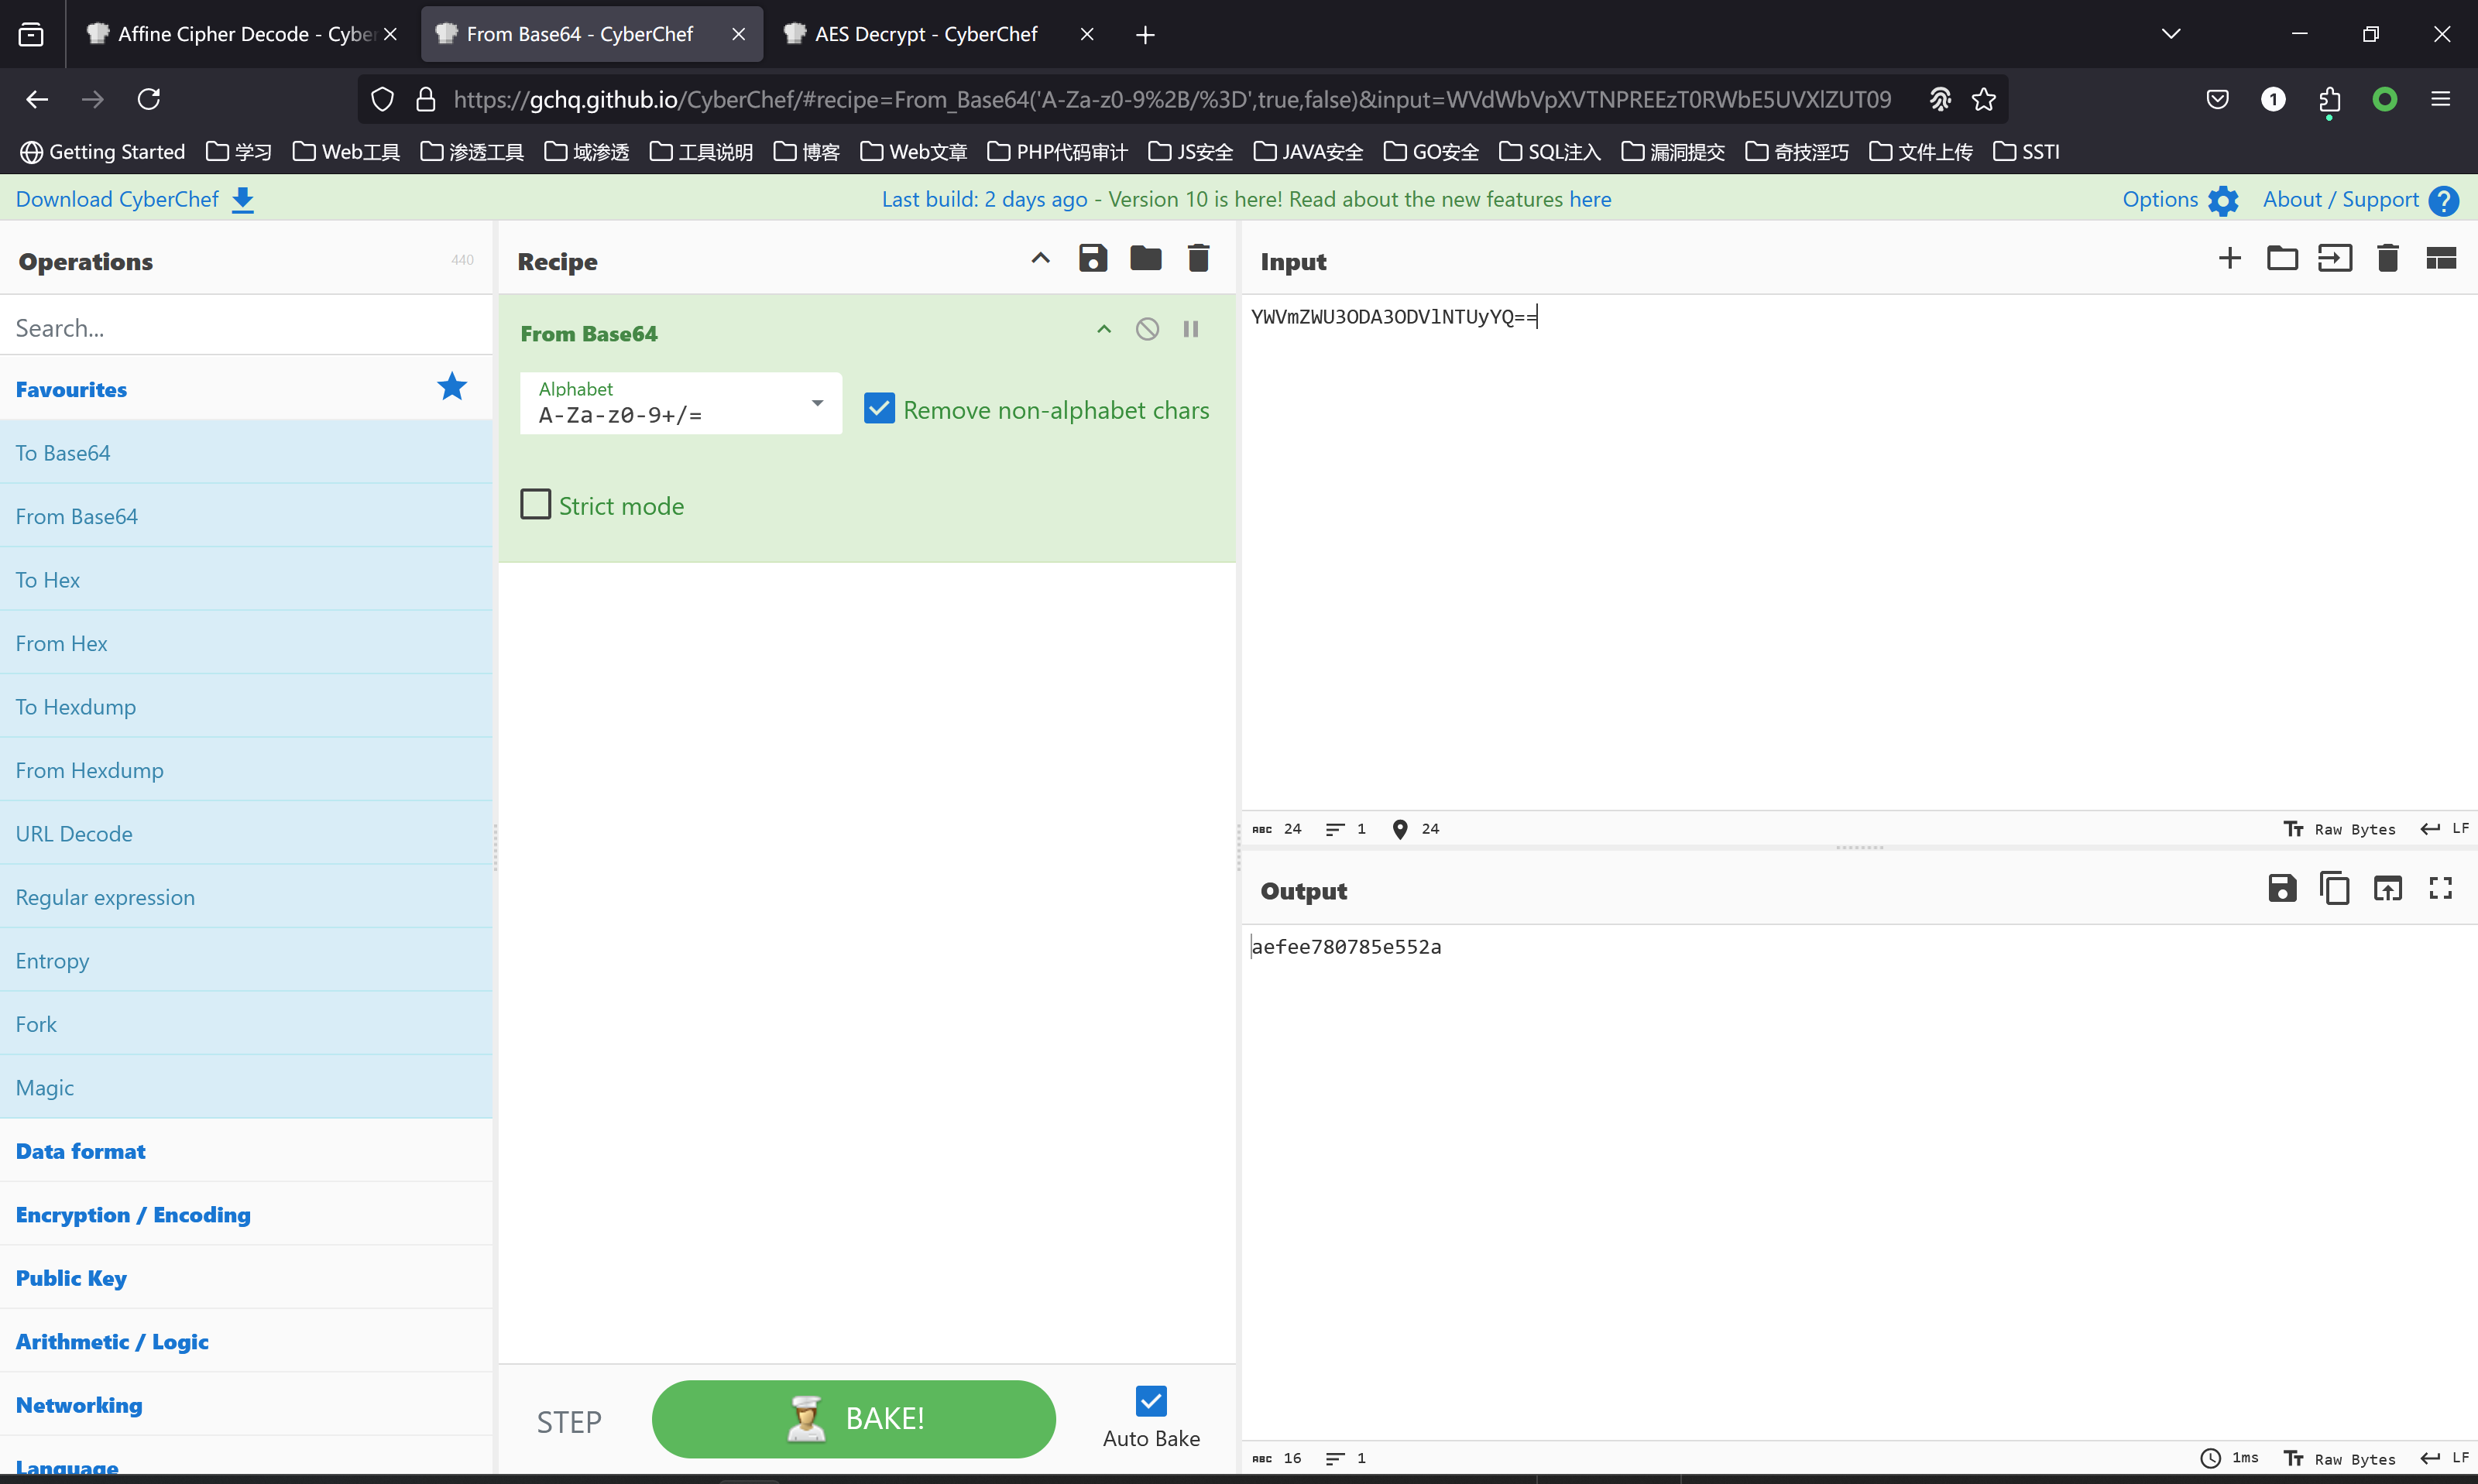 Affine Cipher Decode - Cyber
From Base64 - CyberChef
AES Decrypt - CyberChef
https://gchq.github.io/CyberChef/#recipe=From_Base64('A-Za-z0-9%2B/%3D',true,false)&input=WVdWbVpXVTNPREEzT0RWbE5UVXlZUT09
1
Getting Started
学习
Web工具
渗透工具
域渗透
工具说明
博客
Web文章
PHP代码审计
JS安全
JAVA安全
GO安全
SQL注入
漏洞提交
奇技淫巧
文件上传
SSTI
Download CyberChef
Last build: 2 days ago - Version 10 is here! Read about the new features here
Options
About / Support
Operations
440
Search...
Favourites
To Base64
From Base64
To Hex
From Hex
To Hexdump
From Hexdump
URL Decode
Regular expression
Entropy
Fork
Magic
Data format
Encryption / Encoding
Public Key
Arithmetic / Logic
Networking
Language
Recipe
From Base64
Alphabet
A-Za-z0-9+/=
Remove non-alphabet chars
Strict mode
STEP
BAKE!
Auto Bake
Input
YWVmZWU3ODA3ODVlNTUyYQ==
ABC 24 1 24
Raw Bytes LF
Output
aefee780785e552a
ABC 16 1
1ms Raw Bytes LF